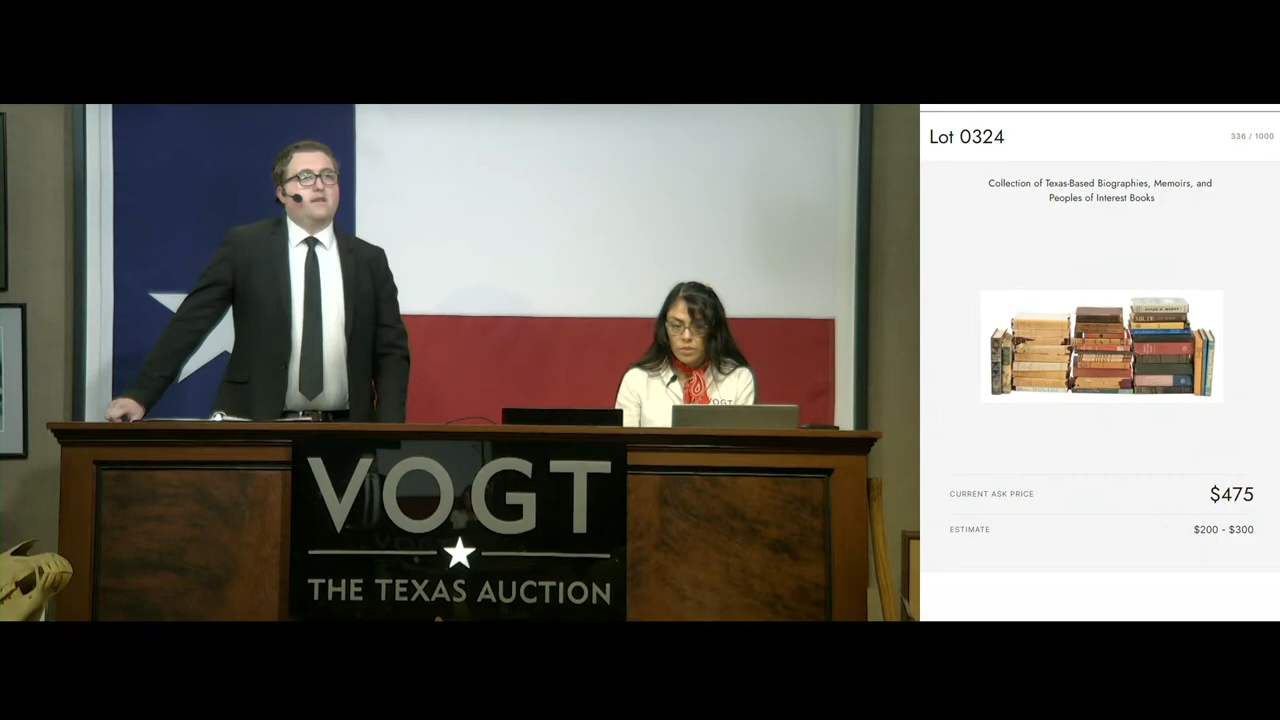 VOGT
THE TEXAS AUCTION
VOGT
Lot 0324
336 / 1000
Collection of Texas-Based Biographies, Memoirs, and
Peoples of Interest Books
CURRENT ASK PRICE
$475
ESTIMATE
$200 - $300